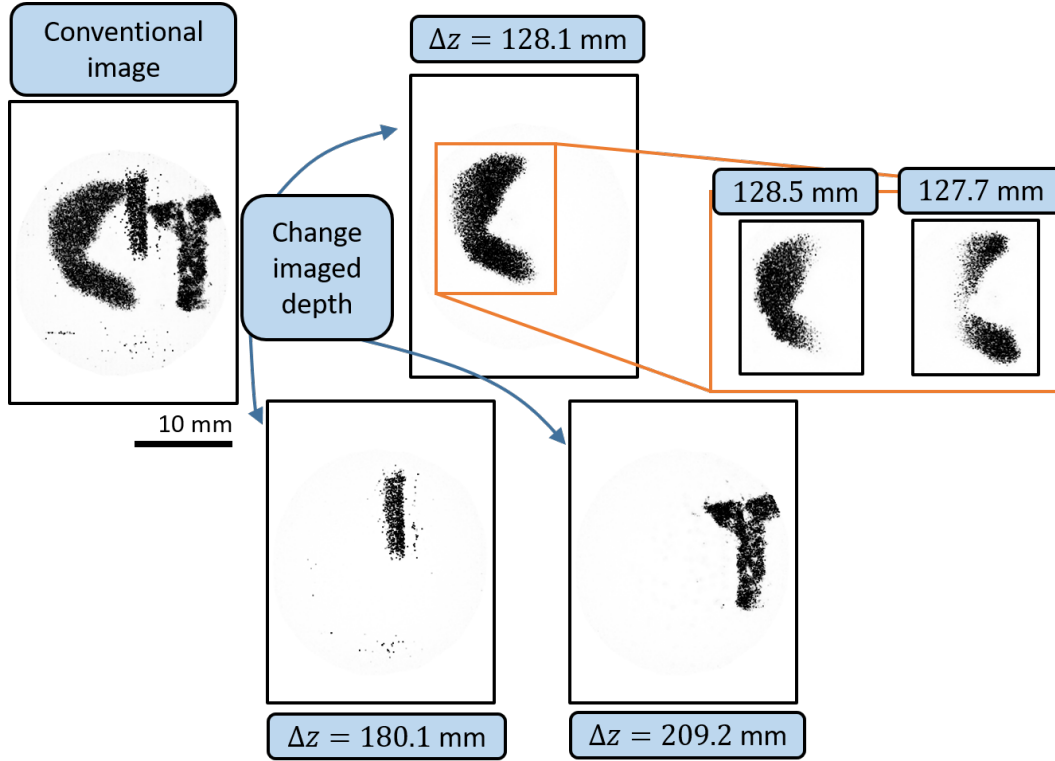 Conventional
image
Δz = 128.1 mm
128.5 mm
127.7 mm
Change
imaged
depth
10 mm
C I T
C
C
C
I
T
Δz = 180.1 mm
Δz = 209.2 mm